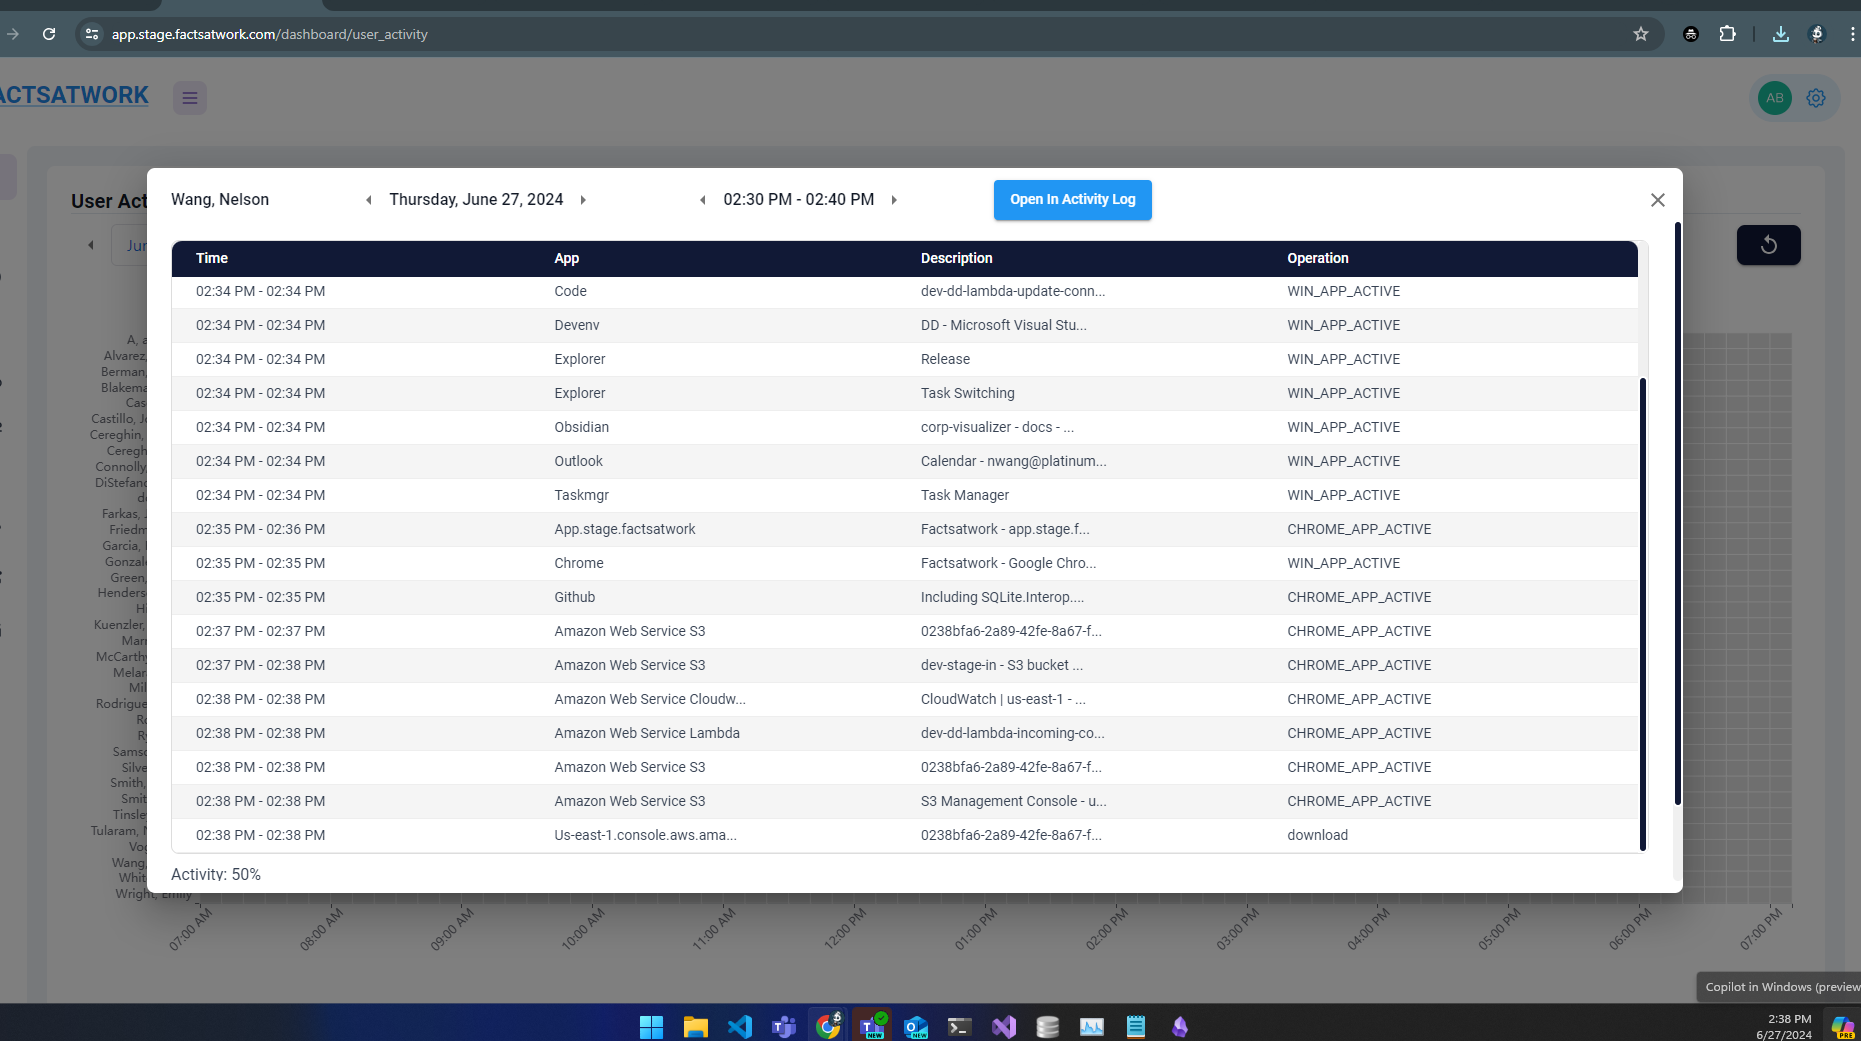 app.stage.factsatwork.com/dashboard/user_activity
ACTSATWORK
AB
User Act
Jun
Wang, Nelson
Thursday, June 27, 2024
02:30 PM - 02:40 PM
Open In Activity Log
Time App Description Operation
02:34 PM - 02:34 PM Code dev-dd-lambda-update-conn... WIN_APP_ACTIVE
02:34 PM - 02:34 PM Devenv DD - Microsoft Visual Stu... WIN_APP_ACTIVE
02:34 PM - 02:34 PM Explorer Release WIN_APP_ACTIVE
02:34 PM - 02:34 PM Explorer Task Switching WIN_APP_ACTIVE
02:34 PM - 02:34 PM Obsidian corp-visualizer - docs - ... WIN_APP_ACTIVE
02:34 PM - 02:34 PM Outlook Calendar - nwang@platinum... WIN_APP_ACTIVE
02:34 PM - 02:34 PM Taskmgr Task Manager WIN_APP_ACTIVE
02:35 PM - 02:36 PM App.stage.factsatwork Factsatwork - app.stage.f... CHROME_APP_ACTIVE
02:35 PM - 02:35 PM Chrome Factsatwork - Google Chro... WIN_APP_ACTIVE
02:35 PM - 02:35 PM Github Including SQLite.Interop.... CHROME_APP_ACTIVE
02:37 PM - 02:37 PM Amazon Web Service S3 0238bfa6-2a89-42fe-8a67-f... CHROME_APP_ACTIVE
02:37 PM - 02:38 PM Amazon Web Service S3 dev-stage-in - S3 bucket ... CHROME_APP_ACTIVE
02:38 PM - 02:38 PM Amazon Web Service Cloudw... CloudWatch | us-east-1 - ... CHROME_APP_ACTIVE
02:38 PM - 02:38 PM Amazon Web Service Lambda dev-dd-lambda-incoming-co... CHROME_APP_ACTIVE
02:38 PM - 02:38 PM Amazon Web Service S3 0238bfa6-2a89-42fe-8a67-f... CHROME_APP_ACTIVE
02:38 PM - 02:38 PM Amazon Web Service S3 S3 Management Console - u... CHROME_APP_ACTIVE
02:38 PM - 02:38 PM Us-east-1.console.aws.ama... 0238bfa6-2a89-42fe-8a67-f... download
Activity: 50%
A, a
Alvarez,
Berman,
Blakema
Cas
Castillo, Jo
Cereghin,
Ceregh
Connolly,
DiStefano
de
Farkas, J
Friedm
Garcia,
Gonzale
Green,
Henders
Hi
Kuenzler,
Marr
McCarthy
Melar
Mil
Rodrigue
Ro
Ry
Samso
Silve
Smith,
Smit
Tinsle
Tularam, N
Vog
Wang,
Whit
Wright, Emily
07:00 AM 08:00 AM 09:00 AM 10:00 AM 11:00 AM 12:00 PM 01:00 PM 02:00 PM 03:00 PM 04:00 PM 05:00 PM 06:00 PM 07:00 PM
Copilot in Windows (preview
NEW
NEW
2:38 PM
6/27/2024
PRE